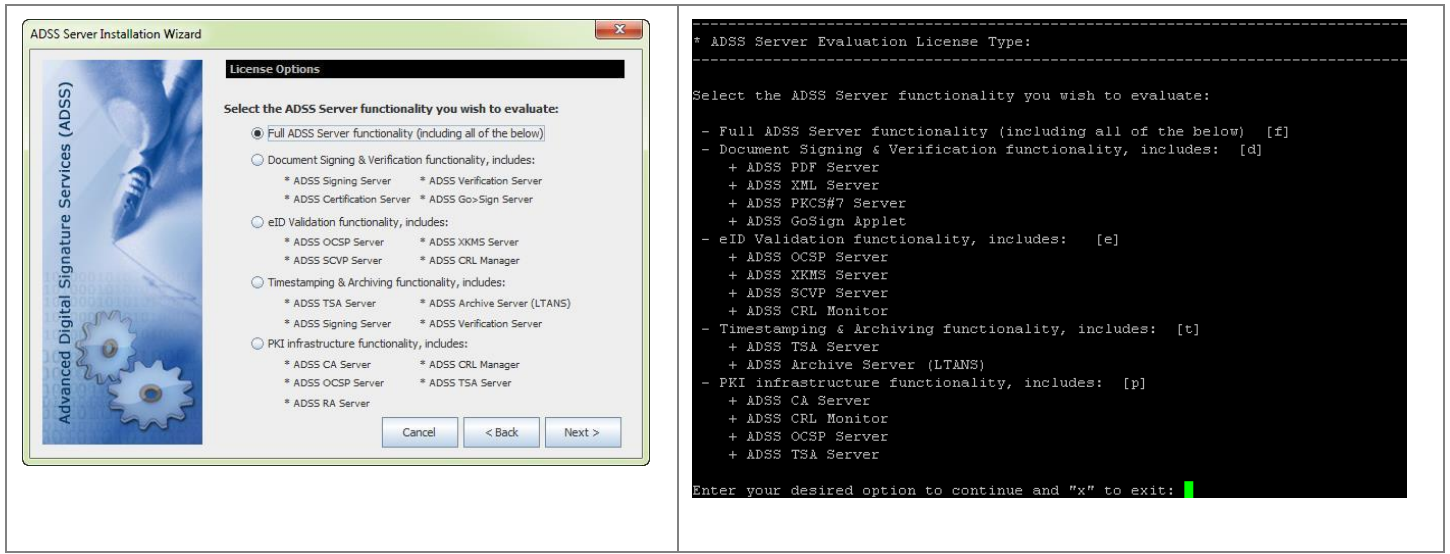 ADSS Server Installation Wizard
Advanced Digital Signature Services (ADSS)
License Options
Select the ADSS Server functionality you wish to evaluate:
Full ADSS Server functionality (including all of the below)
Document Signing & Verification functionality, includes:
* ADSS Signing Server * ADSS Verification Server
* ADSS Certification Server * ADSS Go>Sign Server
eID Validation functionality, includes:
* ADSS OCSP Server * ADSS XKMS Server
* ADSS SCVP Server * ADSS CRL Manager
Timestamping & Archiving functionality, includes:
* ADSS TSA Server * ADSS Archive Server (LTANS)
* ADSS Signing Server * ADSS Verification Server
PKI infrastructure functionality, includes:
* ADSS CA Server * ADSS CRL Manager
* ADSS OCSP Server * ADSS TSA Server
* ADSS RA Server
Cancel < Back Next >
* ADSS Server Evaluation License Type:
Select the ADSS Server functionality you wish to evaluate:
- Full ADSS Server functionality (including all of the below) [f]
- Document Signing & Verification functionality, includes: [d]
+ ADSS PDF Server
+ ADSS XML Server
+ ADSS PKCS#7 Server
+ ADSS GoSign Applet
- eID Validation functionality, includes: [e]
+ ADSS OCSP Server
+ ADSS XKMS Server
+ ADSS SCVP Server
+ ADSS CRL Monitor
- Timestamping & Archiving functionality, includes: [t]
+ ADSS TSA Server
+ ADSS Archive Server (LTANS)
- PKI infrastructure functionality, includes: [p]
+ ADSS CA Server
+ ADSS CRL Monitor
+ ADSS OCSP Server
+ ADSS TSA Server
Enter your desired option to continue and "x" to exit: